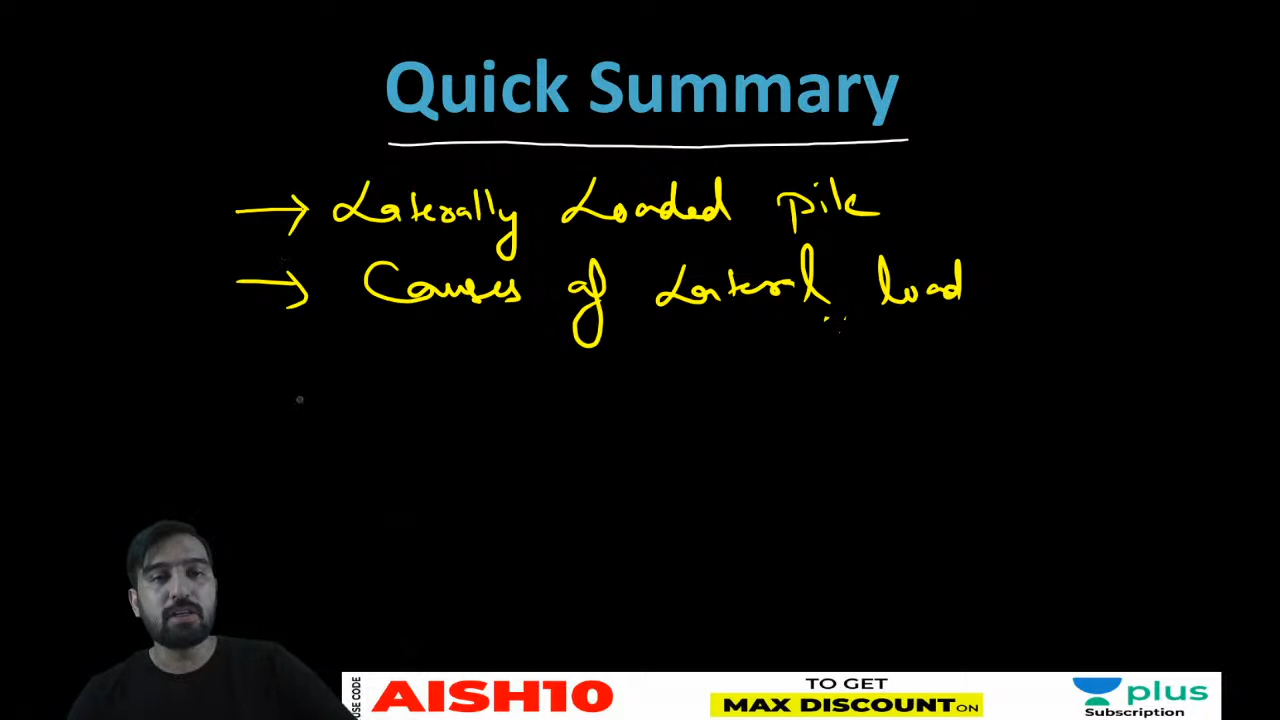 Quick Summary
→ Laterally Loaded pile
→ Causes of Lateral load
USE CODE
AISH10
TO GET
MAX DISCOUNT ON
plus
Subscription